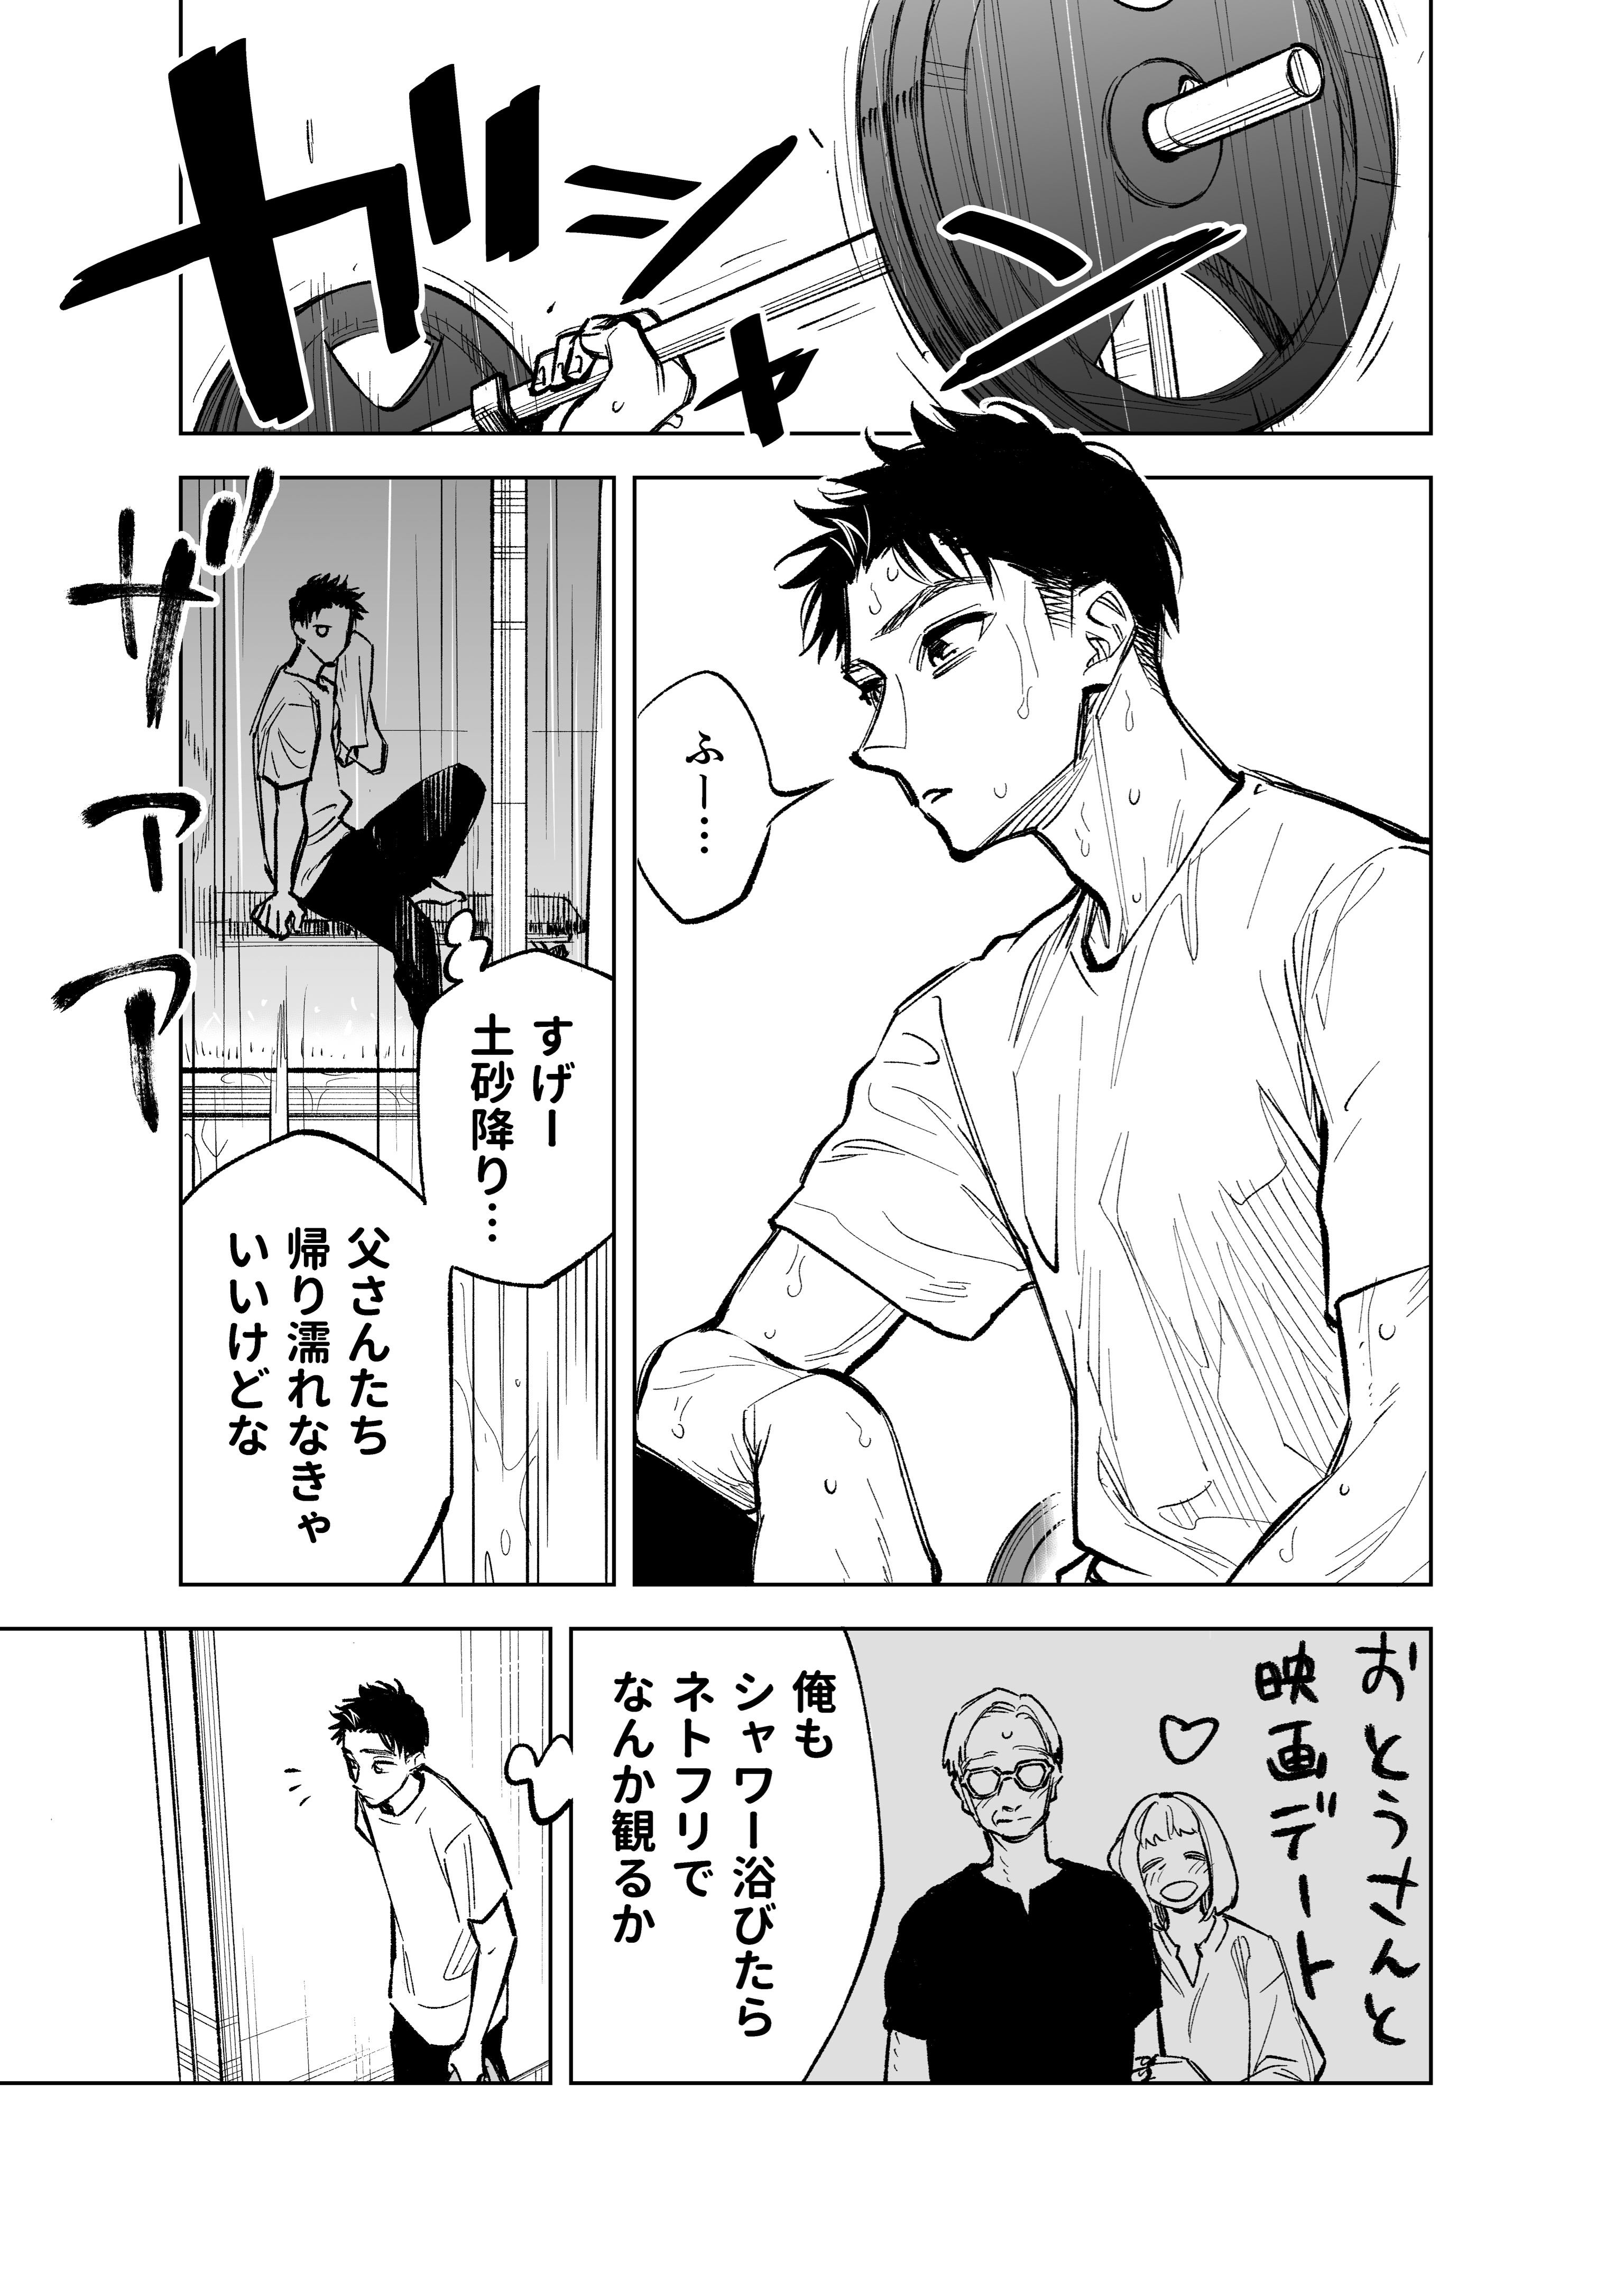 ガシャン
ふー…
ザァア
すげー
土砂降り…
父さんたち
帰り濡れなきゃ
いいけどな
おとうさんと
映画デート
♡
俺も
シャワー浴びたら
ネトフリで
なんか観るか